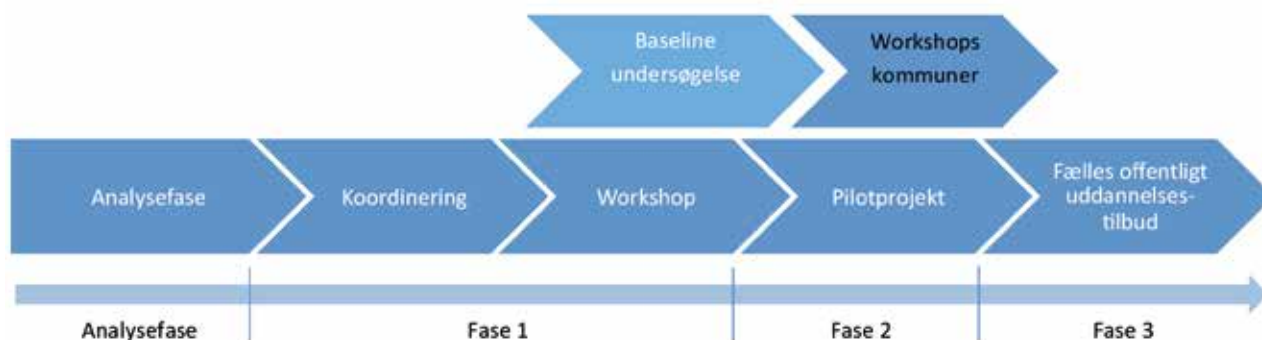 Baseline
undersøgelse
Workshops
kommuner
Analysefase
Koordinering
Workshop
Pilotprojekt
Fælles offentligt
uddannelses-
tilbud
Analysefase
Fase 1
Fase 2
Fase 3